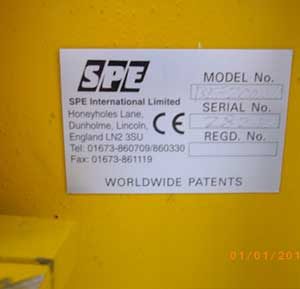 SPE
MODEL No.
SPE International Limited
Honeyholes Lane,
Dunholme, Lincoln,
England LN2 3SU
Tel: 01673-860709/860330
Fax: 01673-861119
CE
SERIAL No.
REGD. No.
WORLDWIDE PATENTS
01/01/201